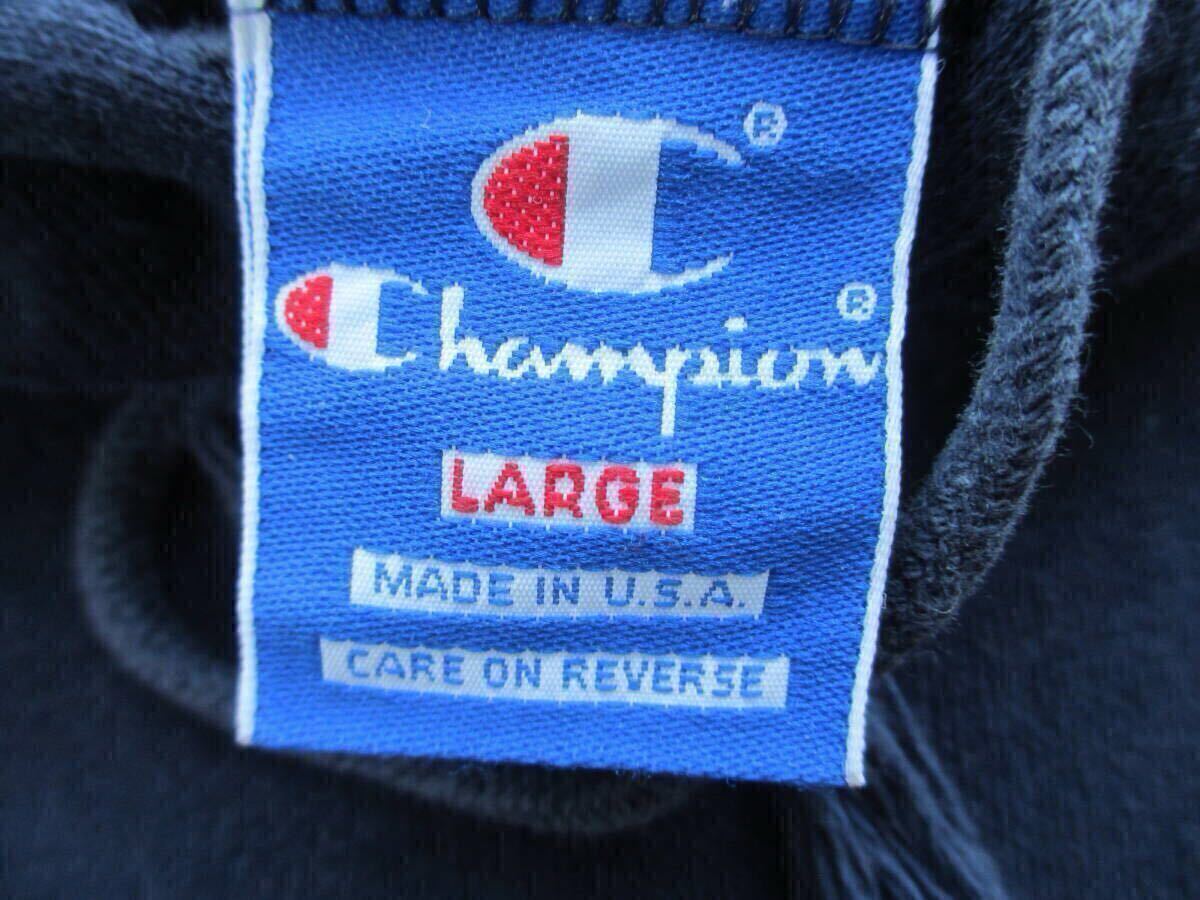 ®
Champion ®
LARGE
MADE IN U.S.A.
CARE ON REVERSE